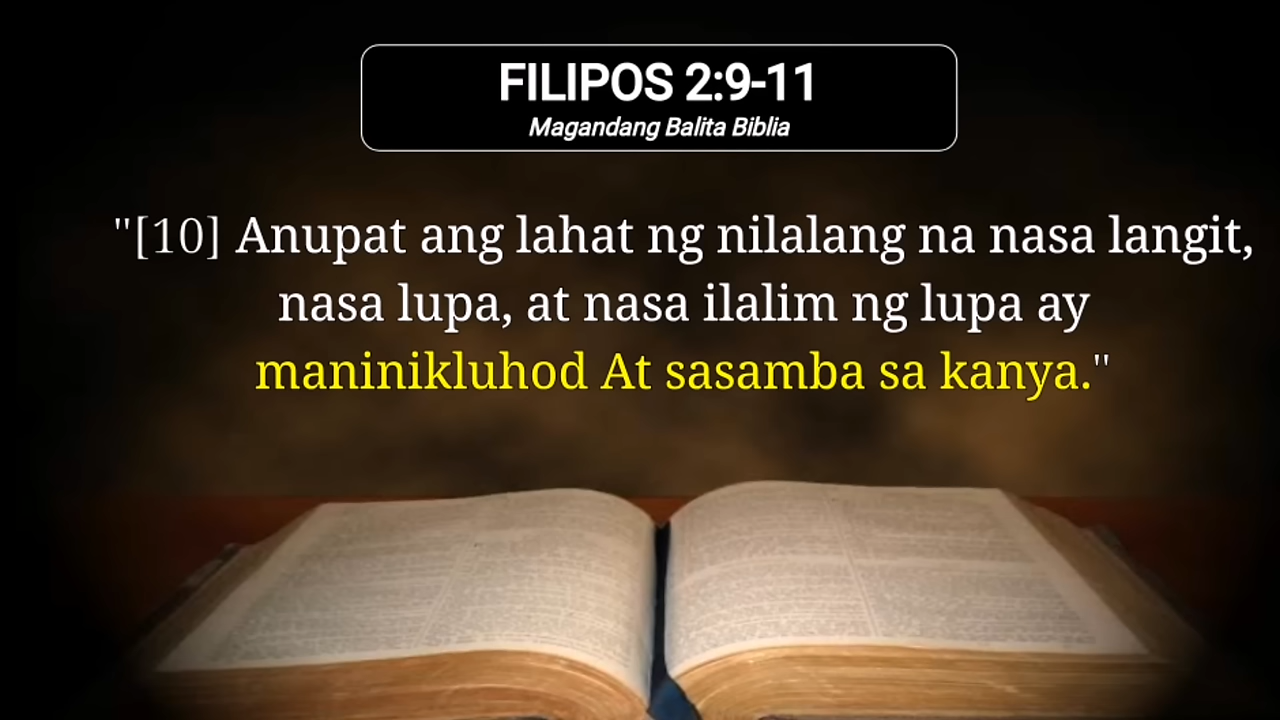 FILIPOS 2:9-11
Magandang Balita Biblia
"[10] Anupat ang lahat ng nilalang na nasa langit,
nasa lupa, at nasa ilalim ng lupa ay
maninikluhod At sasamba sa kanya."